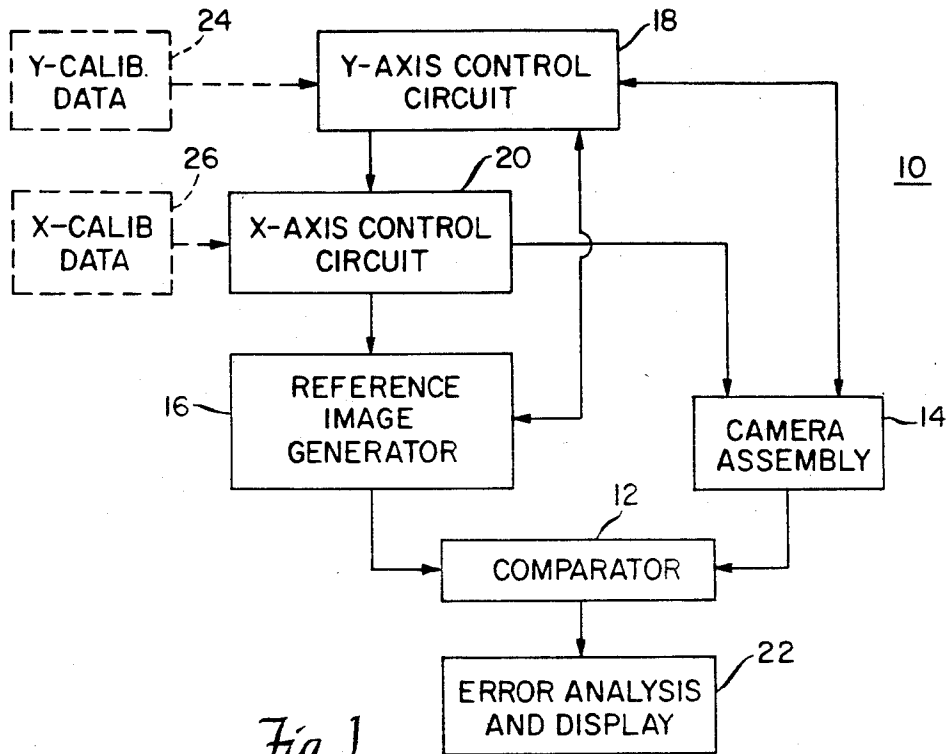 24
Y-CALIB.
DATA
18
Y-AXIS CONTROL
CIRCUIT
26
X-CALIB
DATA
20
X-AXIS CONTROL
CIRCUIT
10
16
REFERENCE
IMAGE
GENERATOR
14
CAMERA
ASSEMBLY
12
COMPARATOR
22
ERROR ANALYSIS
AND DISPLAY
Fig. 1